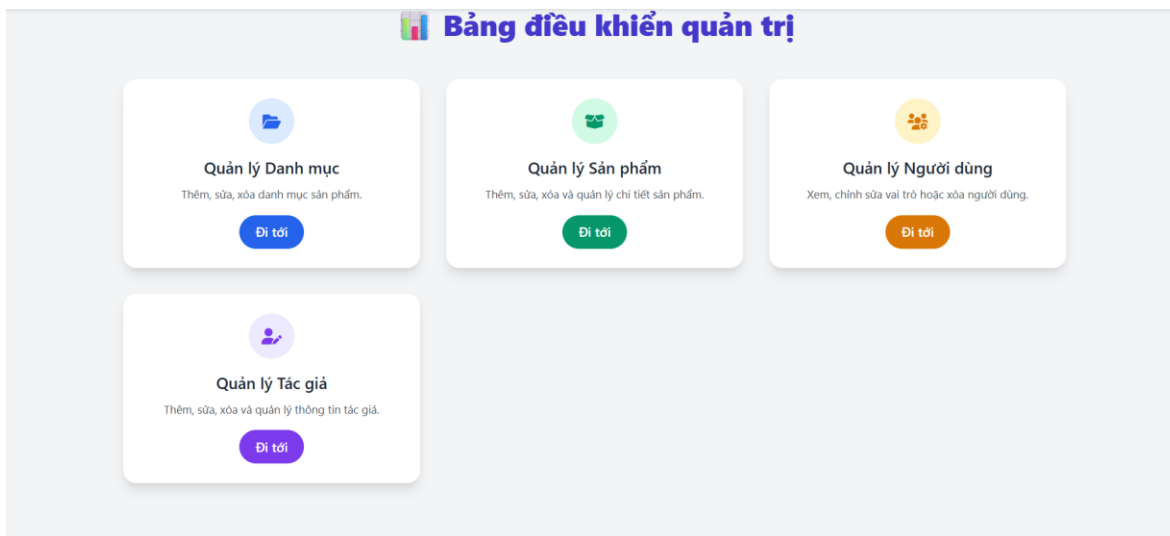 Bảng điều khiển quản trị
Quản lý Danh mục
Thêm, sửa, xóa danh mục sản phẩm.
Đi tới
Quản lý Sản phẩm
Thêm, sửa, xóa và quản lý chi tiết sản phẩm.
Đi tới
Quản lý Người dùng
Xem, chỉnh sửa vai trò hoặc xóa người dùng.
Đi tới
Quản lý Tác giả
Thêm, sửa, xóa và quản lý thông tin tác giả.
Đi tới